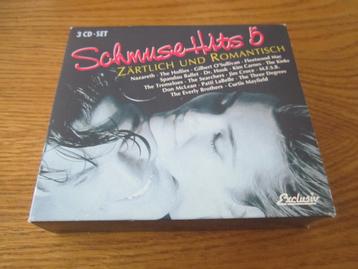 3 CD-SET
Schmuse Hits 5
ZÄRTLICH UND ROMANTISCH
Nazareth · The Hollies · Gilbert O'Sullivan · Fleetwood Mac
Spandau Ballet · Dr. Hook · Kim Carnes · The Kinks
The Tremeloes · The Searchers · Jim Croce · M.F.S.B.
Don McLean · Patti LaBelle · The Three Degrees
The Everly Brothers · Curtis Mayfield
Exclusiv